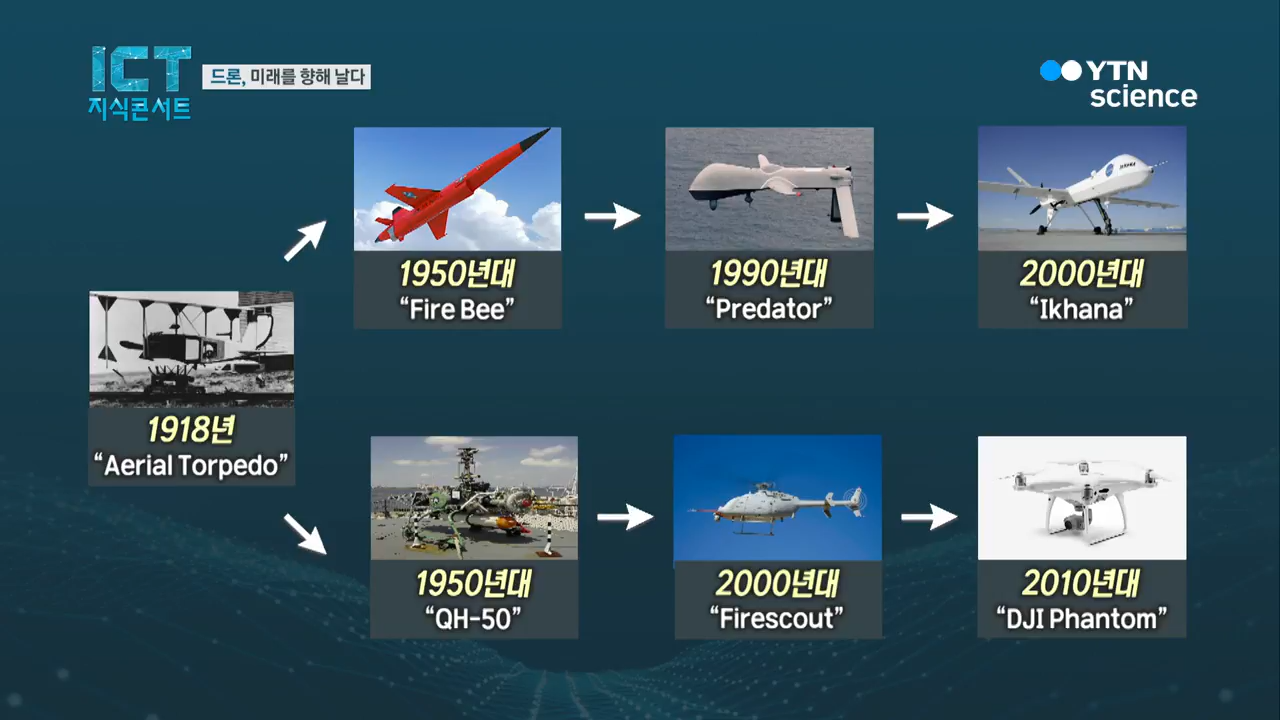 ICT
지식콘서트
드론, 미래를 향해 날다
YTN
science
1918년
“Aerial Torpedo”
1950년대
“Fire Bee”
1990년대
“Predator”
2000년대
“Ikhana”
1950년대
“QH-50”
2000년대
“Firescout”
2010년대
“DJI Phantom”